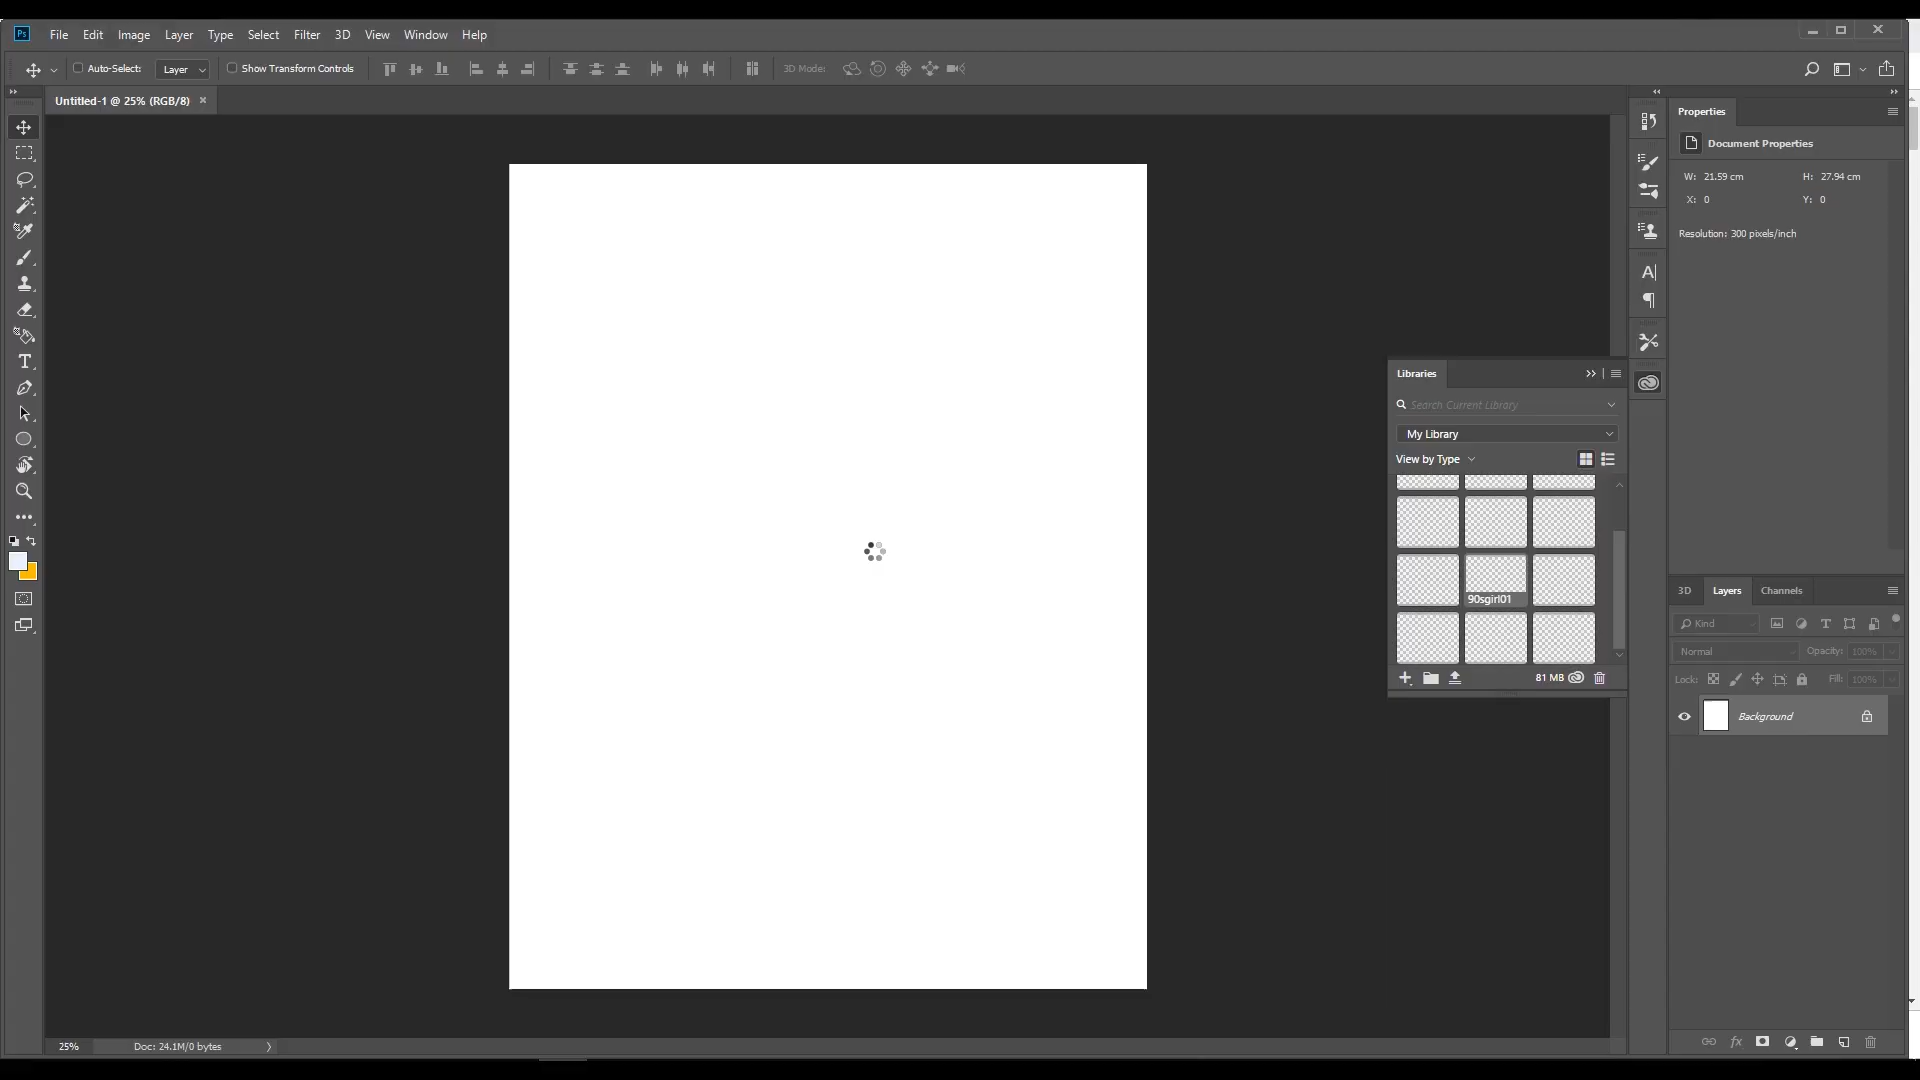 Ps File Edit Image Layer Type Select Filter 3D View Window Help
Auto-Select: Layer Show Transform Controls 3D Mode:
Untitled-1 @ 25% (RGB/8) ×
Properties
Document Properties
W: 21.59 cm H: 27.94 cm
X: 0 Y: 0
Resolution: 300 pixels/inch
Libraries
Search Current Library
My Library
View by Type
90sgirl01
81 MB
3D Layers Channels
Kind
Normal Opacity: 100%
Lock: Fill: 100%
Background
25% Doc: 24.1M/0 bytes